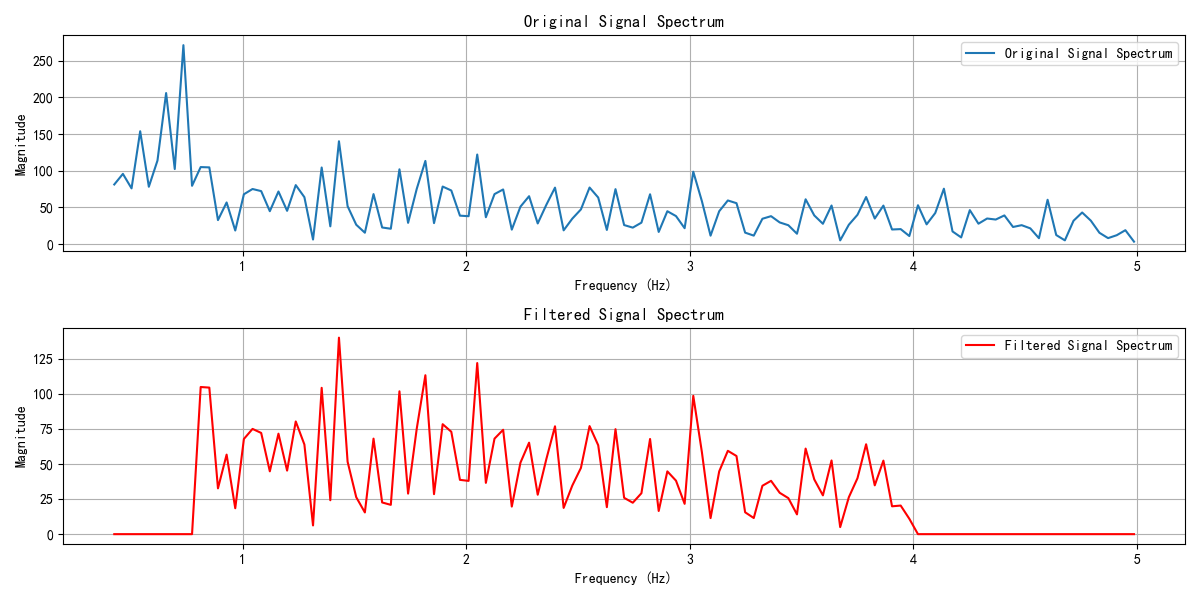 Original Signal Spectrum
Original Signal Spectrum
250
200
150
100
50
0
Magnitude
1 2 3 4 5
Frequency (Hz)
Filtered Signal Spectrum
Filtered Signal Spectrum
125
100
75
50
25
0
Magnitude
1 2 3 4 5
Frequency (Hz)